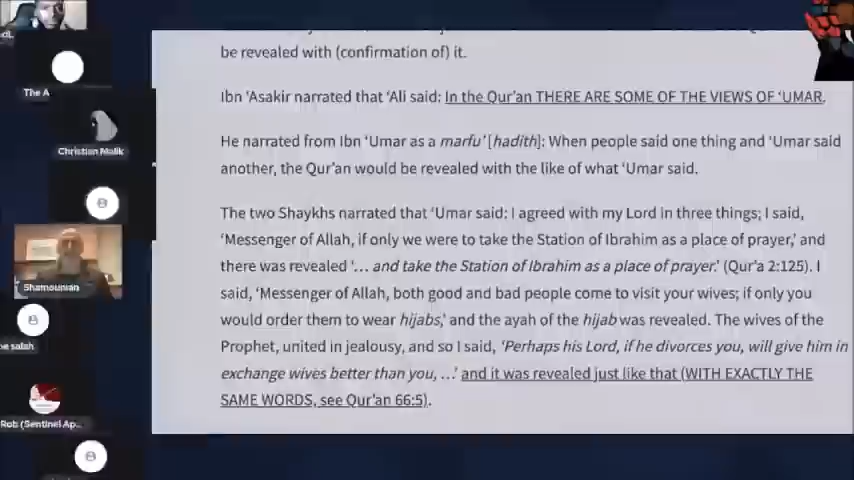 be revealed with (confirmation of) it.
Ibn 'Asakir narrated that 'Ali said: In the Qur'an THERE ARE SOME OF THE VIEWS OF 'UMAR.
He narrated from Ibn 'Umar as a marfu' [hadith]: When people said one thing and 'Umar said
another, the Qur'an would be revealed with the like of what 'Umar said.
The two Shaykhs narrated that 'Umar said: I agreed with my Lord in three things; I said,
'Messenger of Allah, if only we were to take the Station of Ibrahim as a place of prayer,' and
there was revealed '… and take the Station of Ibrahim as a place of prayer.' (Qur'a 2:125). I
said, 'Messenger of Allah, both good and bad people come to visit your wives; if only you
would order them to wear hijabs,' and the ayah of the hijab was revealed. The wives of the
Prophet, united in jealousy, and so I said, 'Perhaps his Lord, if he divorces you, will give him in
exchange wives better than you, …' and it was revealed just like that (WITH EXACTLY THE
SAME WORDS, see Qur'an 66:5).
The A
Christian Malik
Shamounian
salah
Rob (Sentinel Ap...